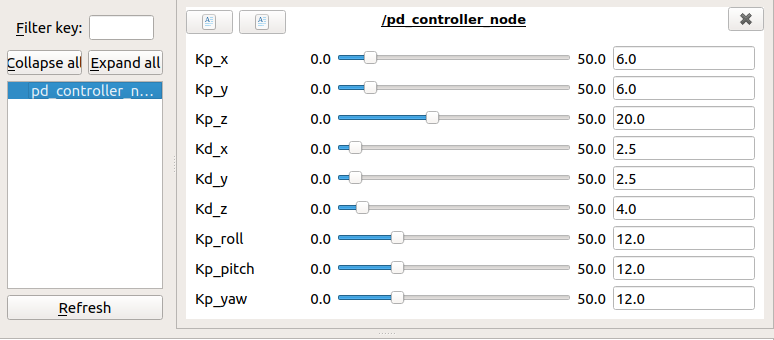 Filter key:
Collapse all Expand all
pd_controller_n...
Refresh
/pd_controller_node
Kp_x 0.0 50.0 6.0
Kp_y 0.0 50.0 6.0
Kp_z 0.0 50.0 20.0
Kd_x 0.0 50.0 2.5
Kd_y 0.0 50.0 2.5
Kd_z 0.0 50.0 4.0
Kp_roll 0.0 50.0 12.0
Kp_pitch 0.0 50.0 12.0
Kp_yaw 0.0 50.0 12.0